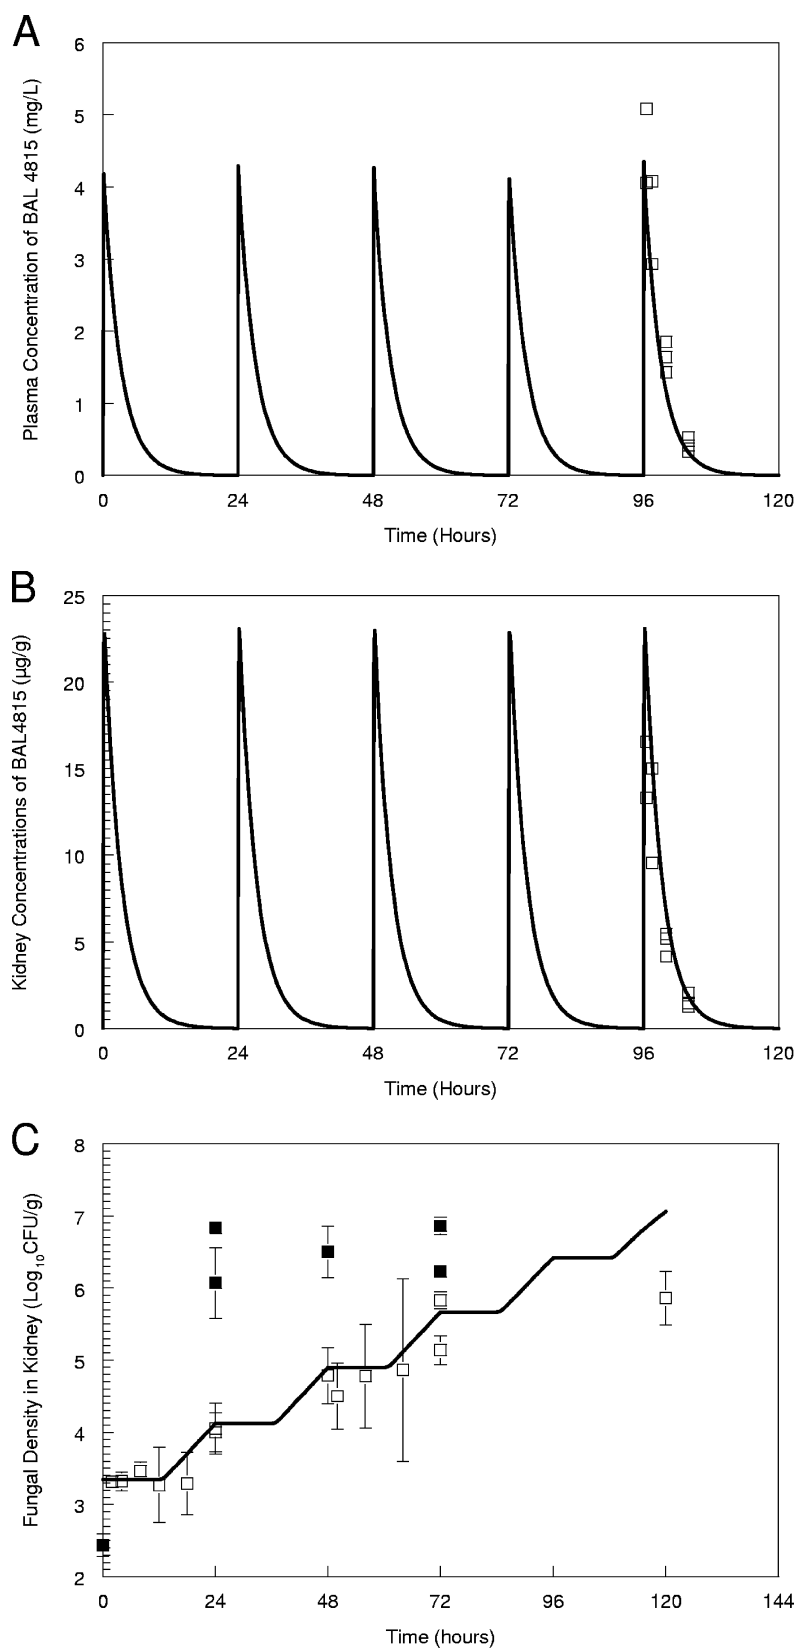 A
Plasma Concentration of BAL 4815 (mg/L)
6
5
4
3
2
1
0
0 24 48 72 96 120
Time (Hours)
B
Kidney Concentrations of BAL4815 (µg/g)
25
20
15
10
5
0
0 24 48 72 96 120
Time (Hours)
C
Fungal Density in Kidney (Log₁₀CFU/g)
8
7
6
5
4
3
2
0 24 48 72 96 120 144
Time (hours)